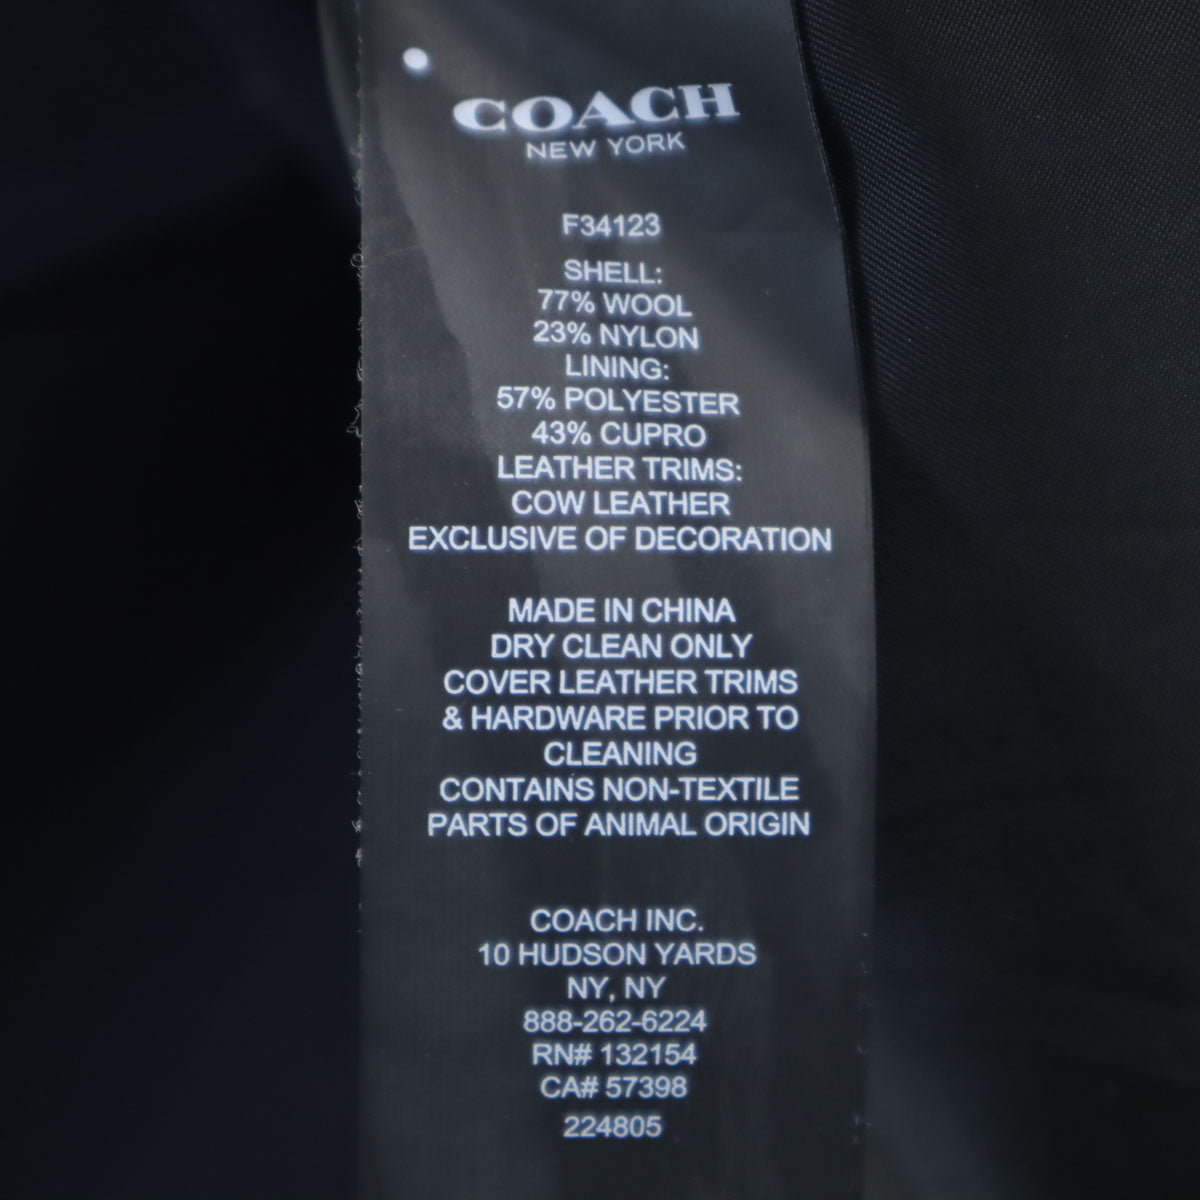 COACH
NEW YORK
F34123
SHELL:
77% WOOL
23% NYLON
LINING:
57% POLYESTER
43% CUPRO
LEATHER TRIMS:
COW LEATHER
EXCLUSIVE OF DECORATION
MADE IN CHINA
DRY CLEAN ONLY
COVER LEATHER TRIMS
& HARDWARE PRIOR TO
CLEANING
CONTAINS NON-TEXTILE
PARTS OF ANIMAL ORIGIN
COACH INC.
10 HUDSON YARDS
NY, NY
888-262-6224
RN# 132154
CA# 57398
224805